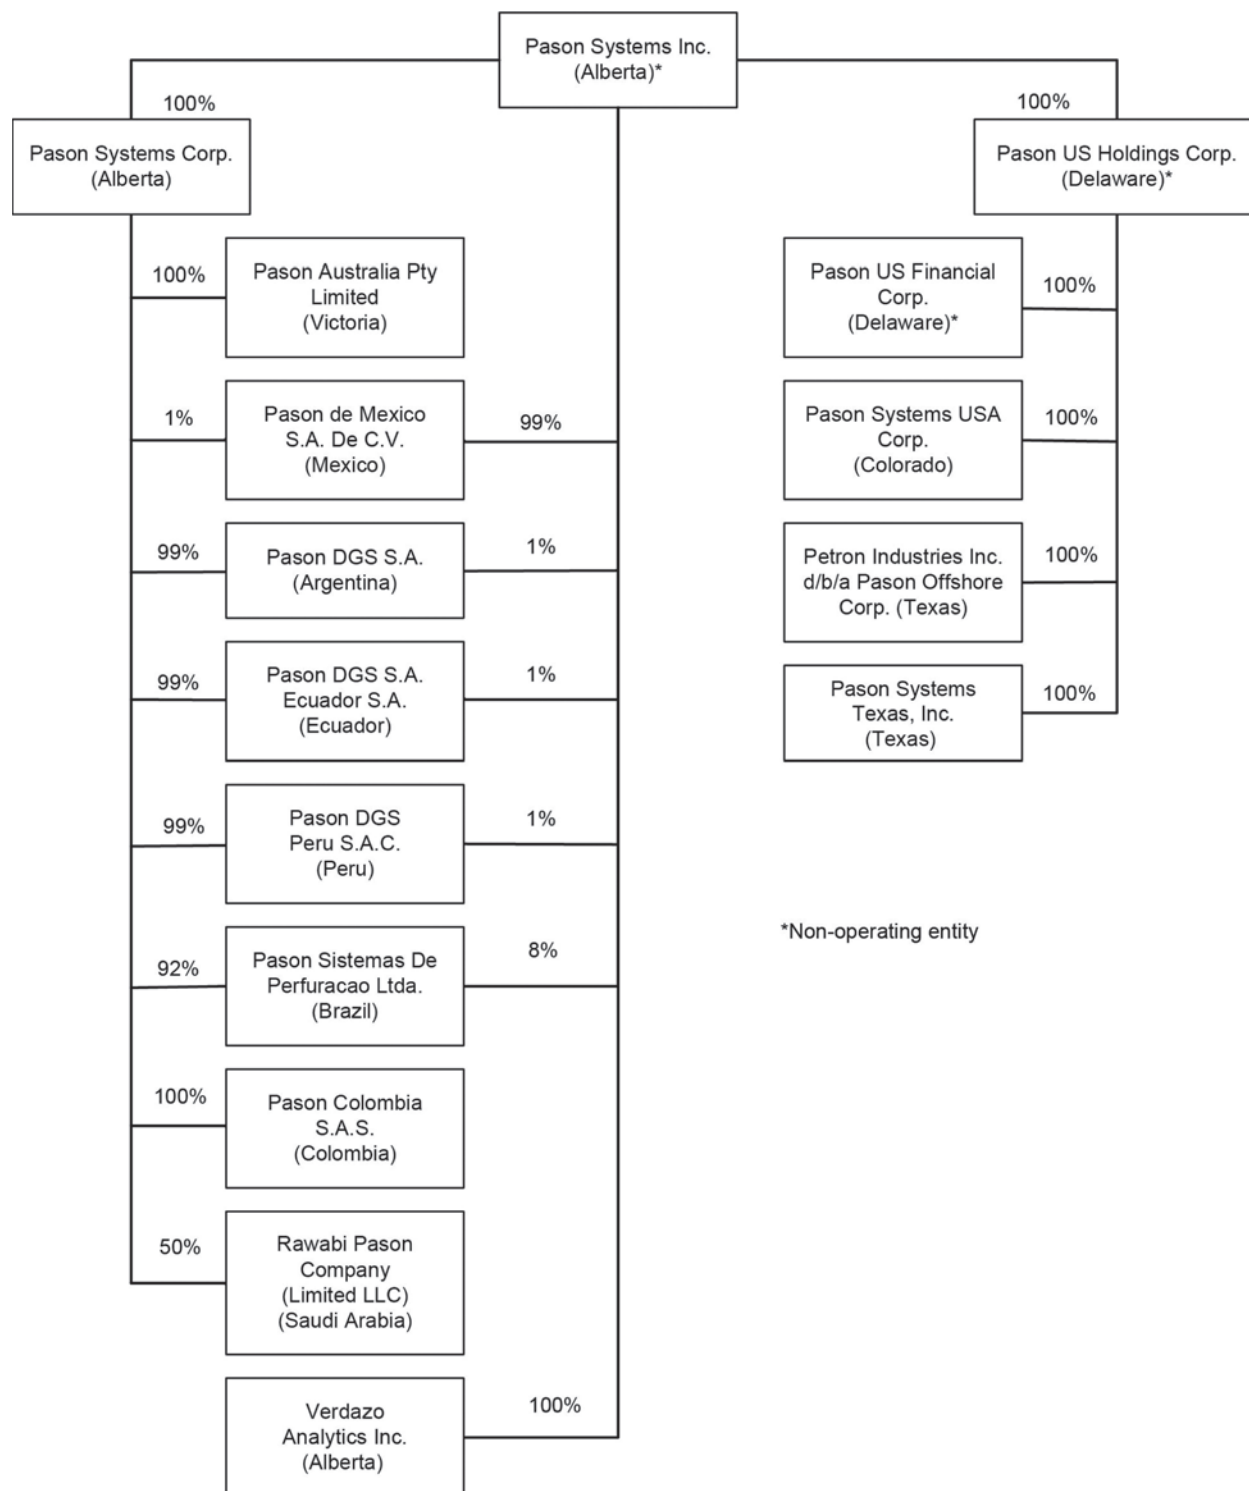 Pason Systems Inc.
(Alberta)*
100%
100%
Pason Systems Corp.
(Alberta)
Pason US Holdings Corp.
(Delaware)*
100%
Pason Australia Pty
Limited
(Victoria)
Pason US Financial
Corp.
(Delaware)*
100%
1%
Pason de Mexico
S.A. De C.V.
(Mexico)
99%
Pason Systems USA
Corp.
(Colorado)
100%
99%
Pason DGS S.A.
(Argentina)
1%
Petron Industries Inc.
d/b/a Pason Offshore
Corp. (Texas)
100%
99%
Pason DGS S.A.
Ecuador S.A.
(Ecuador)
1%
Pason Systems
Texas, Inc.
(Texas)
100%
99%
Pason DGS
Peru S.A.C.
(Peru)
1%
92%
Pason Sistemas De
Perfuracao Ltda.
(Brazil)
8%
*Non-operating entity
100%
Pason Colombia
S.A.S.
(Colombia)
50%
Rawabi Pason
Company
(Limited LLC)
(Saudi Arabia)
Verdazo
Analytics Inc.
(Alberta)
100%